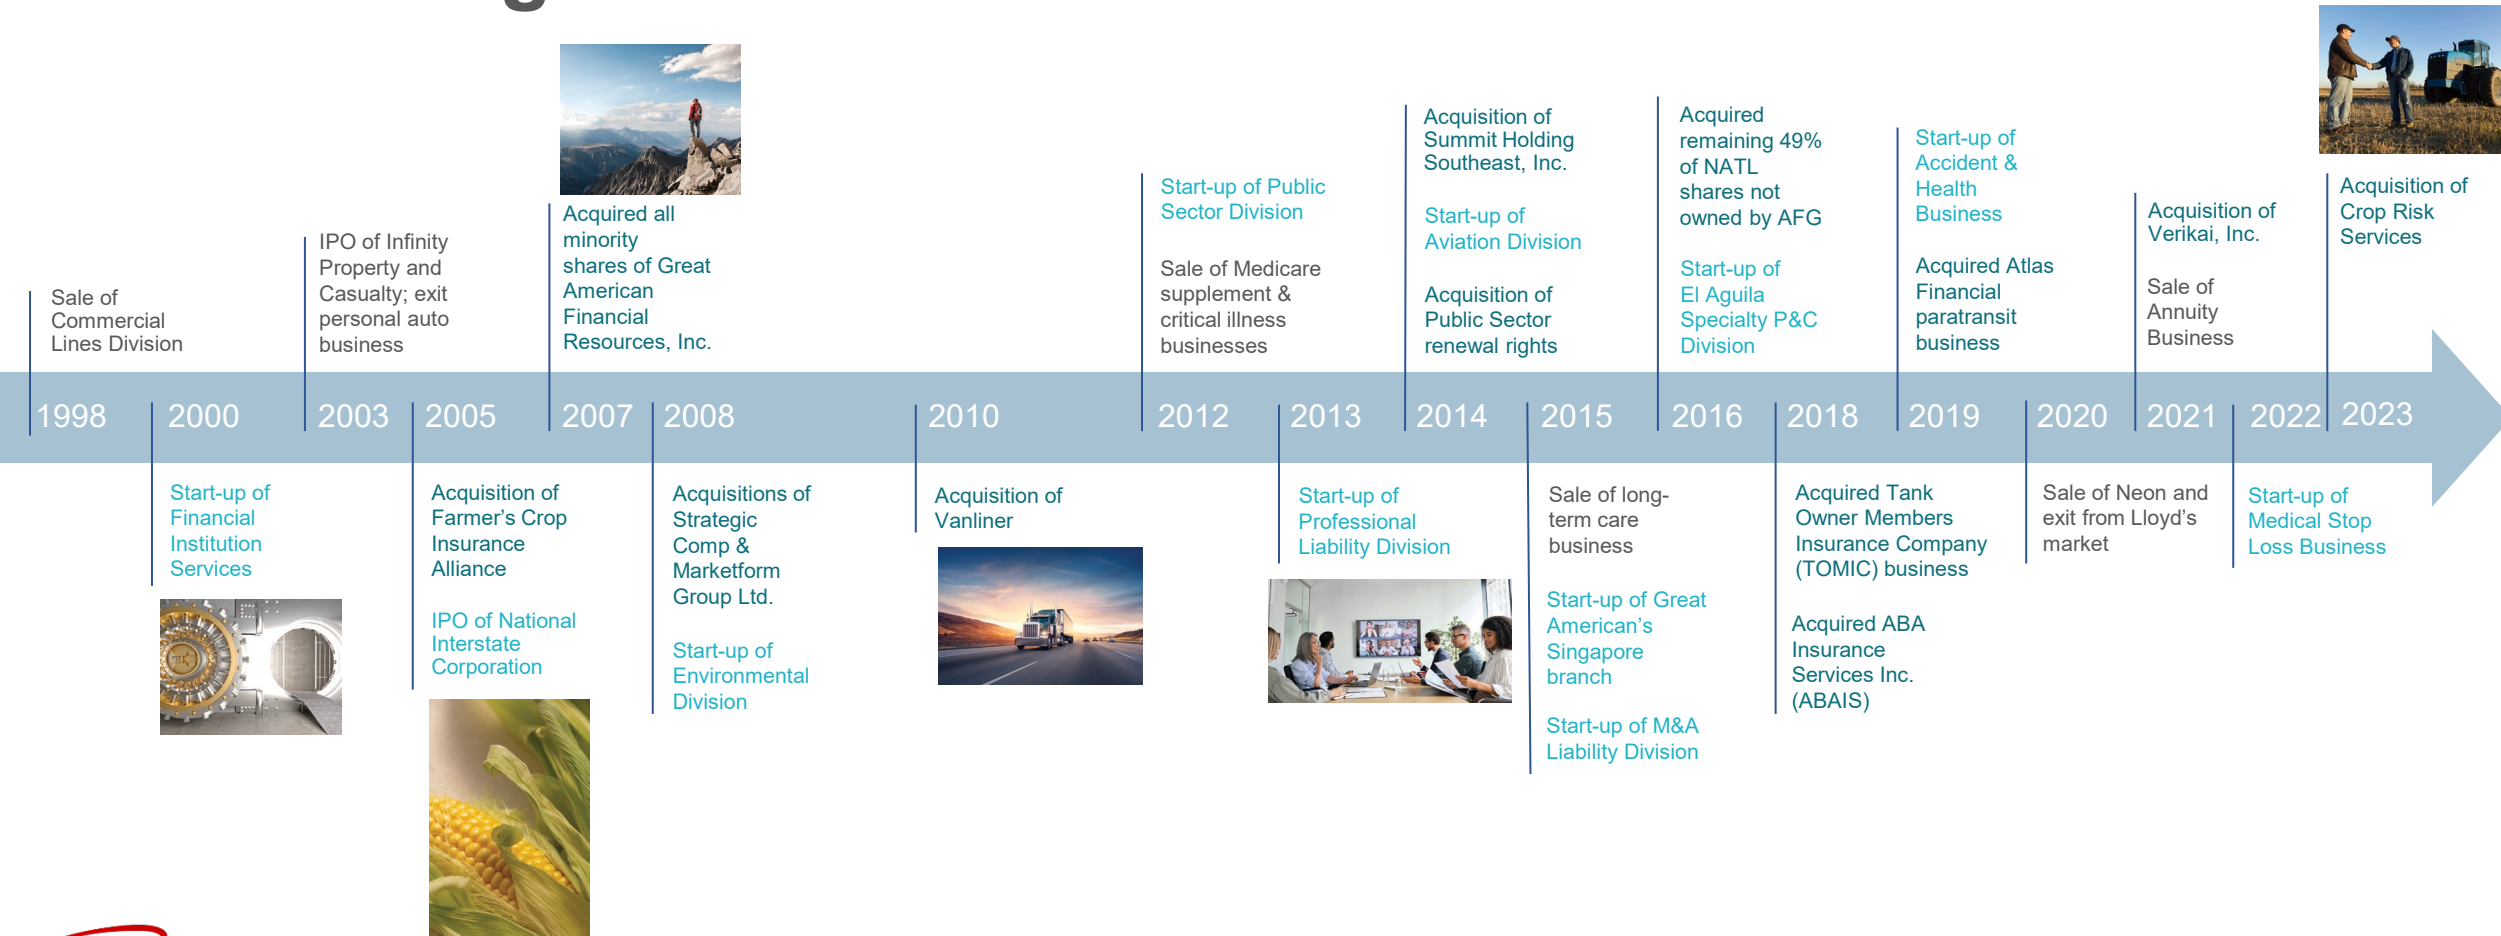 Sale of
Commercial
Lines Division
IPO of Infinity
Property and
Casualty; exit
personal auto
business
Acquired all
minority
shares of Great
American
Financial
Resources, Inc.
Start-up of Public
Sector Division
Sale of Medicare
supplement &
critical illness
businesses
Acquisition of
Summit Holding
Southeast, Inc.
Start-up of
Aviation Division
Acquisition of
Public Sector
renewal rights
Acquired
remaining 49%
of NATL
shares not
owned by AFG
Start-up of
El Aguila
Specialty P&C
Division
Start-up of
Accident &
Health
Business
Acquired Atlas
Financial
paratransit
business
Acquisition of
Verikai, Inc.
Sale of
Annuity
Business
Acquisition of
Crop Risk
Services
1998 2000 2003 2005 2007 2008 2010 2012 2013 2014 2015 2016 2018 2019 2020 2021 2022 2023
Start-up of
Financial
Institution
Services
Acquisition of
Farmer’s Crop
Insurance
Alliance
IPO of National
Interstate
Corporation
Acquisitions of
Strategic
Comp &
Marketform
Group Ltd.
Start-up of
Environmental
Division
Acquisition of
Vanliner
Start-up of
Professional
Liability Division
Sale of long-
term care
business
Start-up of Great
American’s
Singapore
branch
Start-up of M&A
Liability Division
Acquired Tank
Owner Members
Insurance Company
(TOMIC) business
Acquired ABA
Insurance
Services Inc.
(ABAIS)
Sale of Neon and
exit from Lloyd’s
market
Start-up of
Medical Stop
Loss Business